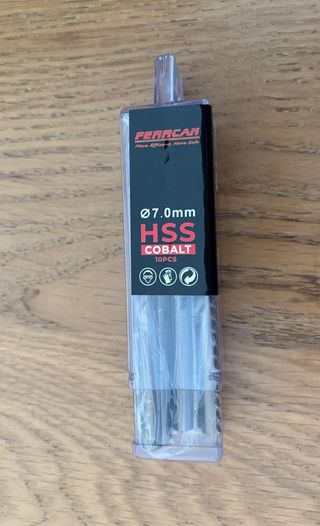 FERRCAN
More Efficient, More Safe
Ø7.0mm
HSS
COBALT
10PCS